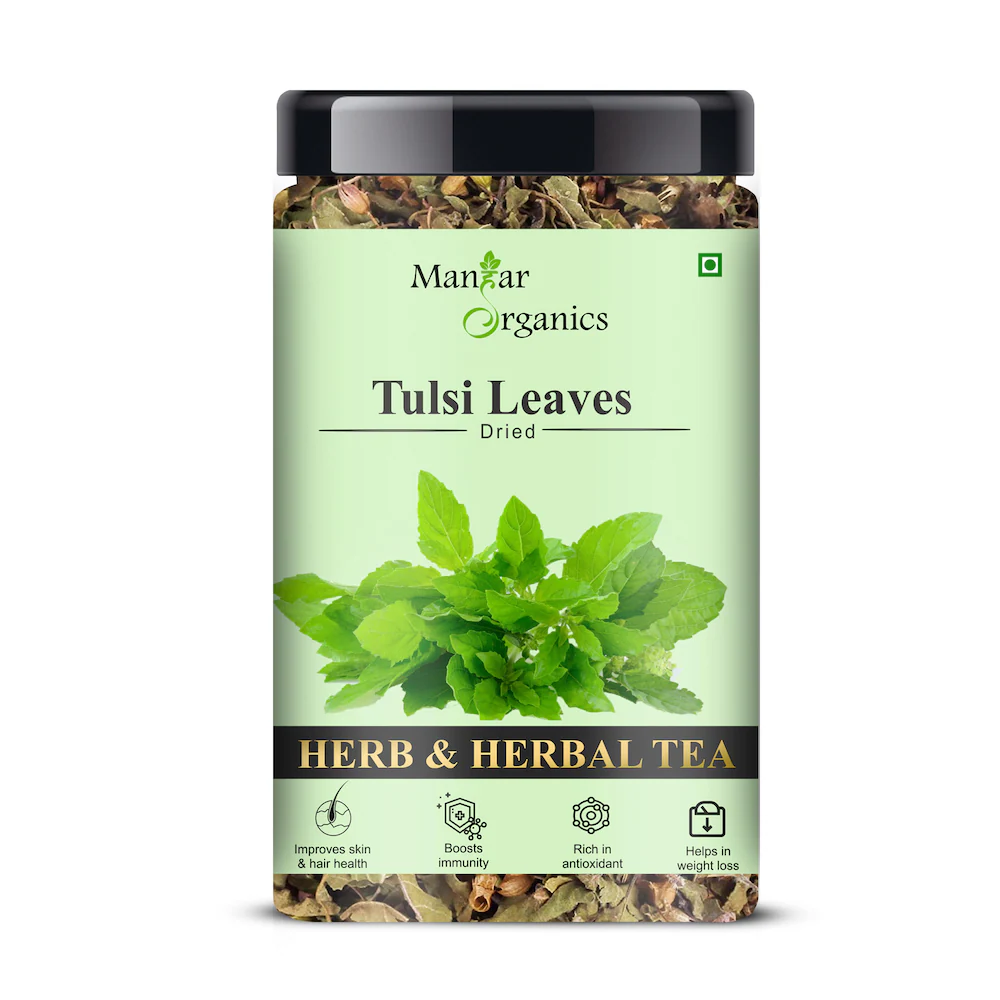 Manहar
Organics
Tulsi Leaves
Dried
HERB & HERBAL TEA
Improves skin
& hair health
Boosts
immunity
Rich in
antioxidant
Helps in
weight loss